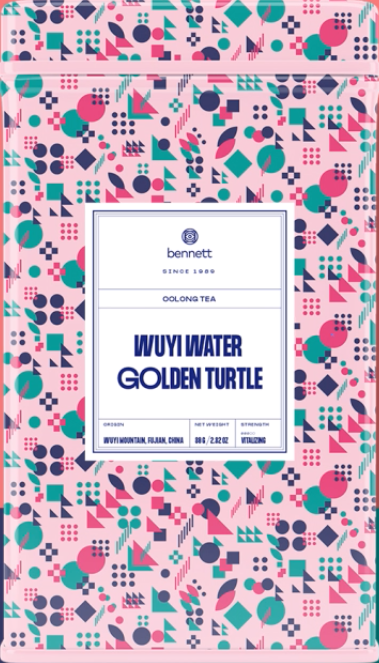 bennett
SINCE 1989
OOLONG TEA
WUYI WATER
GOLDEN TURTLE
ORIGIN
WUYI MOUNTAIN, FUJIAN, CHINA
NET WEIGHT
80 G / 2.82 OZ
STRENGTH
VITALIZING